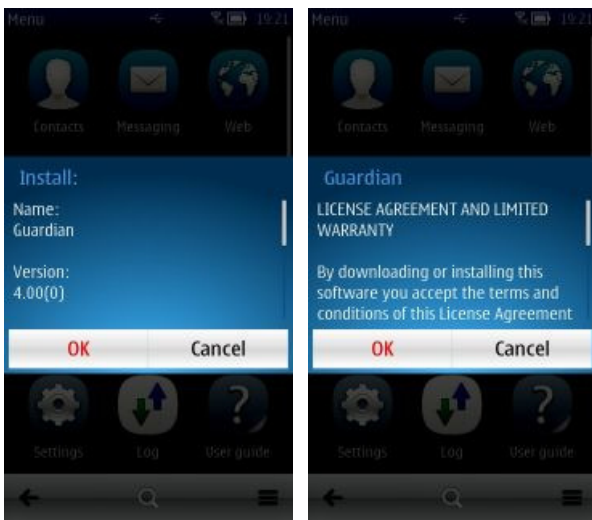 Menu
19:21
Contacts
Messaging
Web
Install:
Name:
Guardian
Version:
4.00(0)
OK
Cancel
Settings
Log
User guide
Menu
19:21
Contacts
Messaging
Web
Guardian
LICENSE AGREEMENT AND LIMITED
WARRANTY
By downloading or installing this
software you accept the terms and
conditions of this License Agreement
OK
Cancel
Settings
Log
User guide